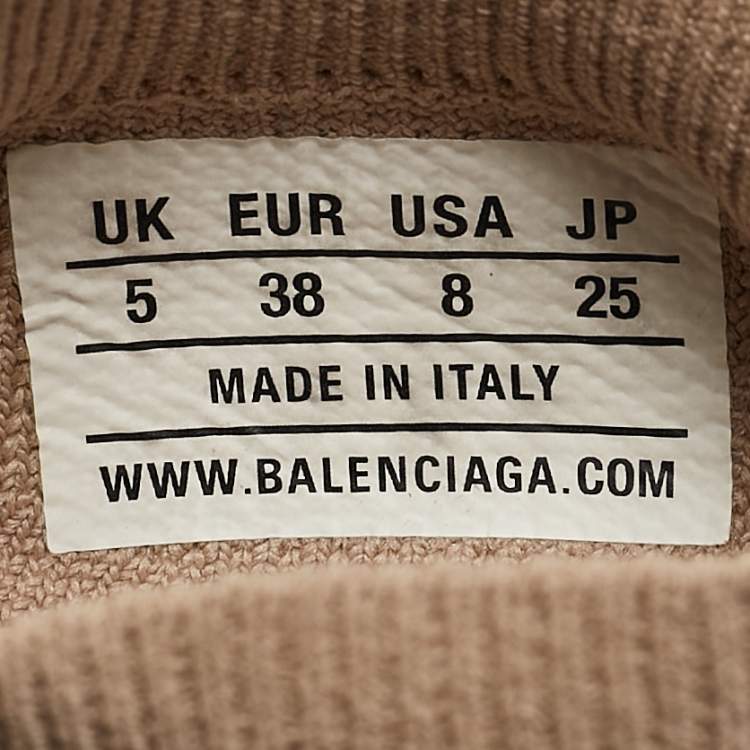 UK EUR USA JP
5 38 8 25
MADE IN ITALY
WWW.BALENCIAGA.COM